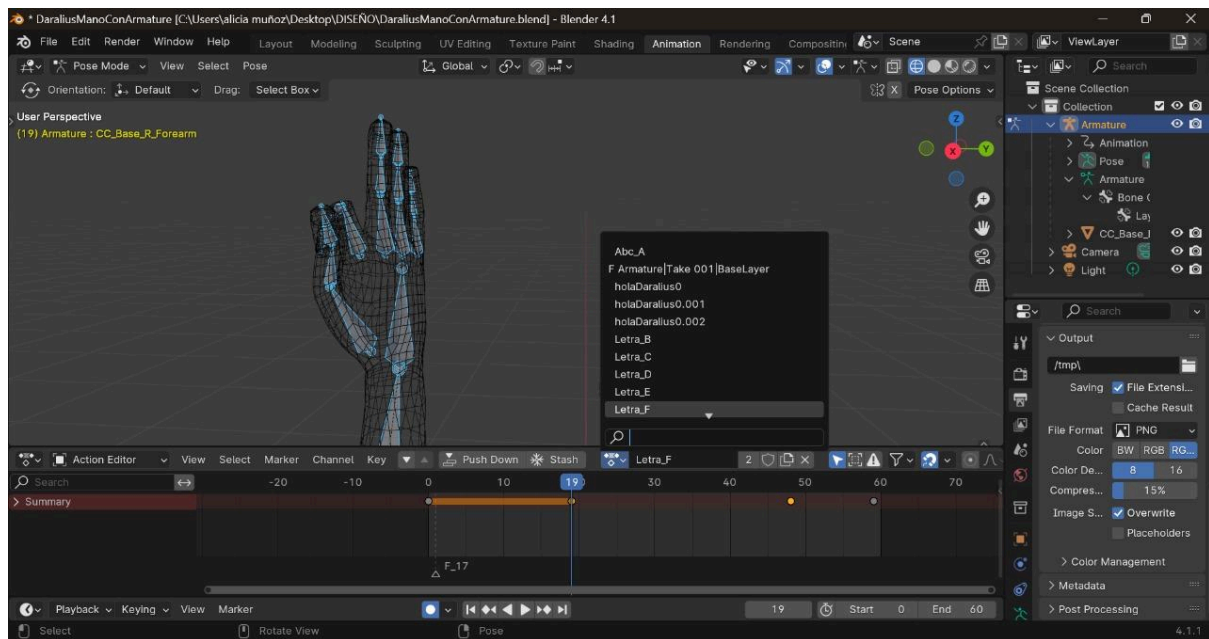 * DaraliusManoConArmature [C:\Users\alicia muñoz\Desktop\DISEÑO\DaraliusManoConArmature.blend] - Blender 4.1
File Edit Render Window Help Layout Modeling Sculpting UV Editing Texture Paint Shading Animation Rendering Compositin Scene ViewLayer
Pose Mode View Select Pose Global Search
Orientation: Default Drag: Select Box X Pose Options
Scene Collection
Collection
Armature
Animation
Pose
Armature
Bone (
Lay
CC_Base_
Camera
Light
User Perspective
(19) Armature : CC_Base_R_Forearm
Z
X
Y
Abc_A
F Armature|Take 001|BaseLayer
holaDaralius0
holaDaralius0.001
holaDaralius0.002
Letra_B
Letra_C
Letra_D
Letra_E
Letra_F
Search
Output
/tmp\
Saving File Extensi...
Cache Result
File Format PNG
Color BW RGB RG...
Color De... 8 16
Compres... 15%
Image S... Overwrite
Placeholders
Color Management
Metadata
Post Processing
Action Editor View Select Marker Channel Key Push Down Stash Letra_F 2
Search -20 -10 0 10 19 30 40 50 60 70
Summary
F_17
Playback Keying View Marker 19 Start 0 End 60
Select Rotate View Pose 4.1.1